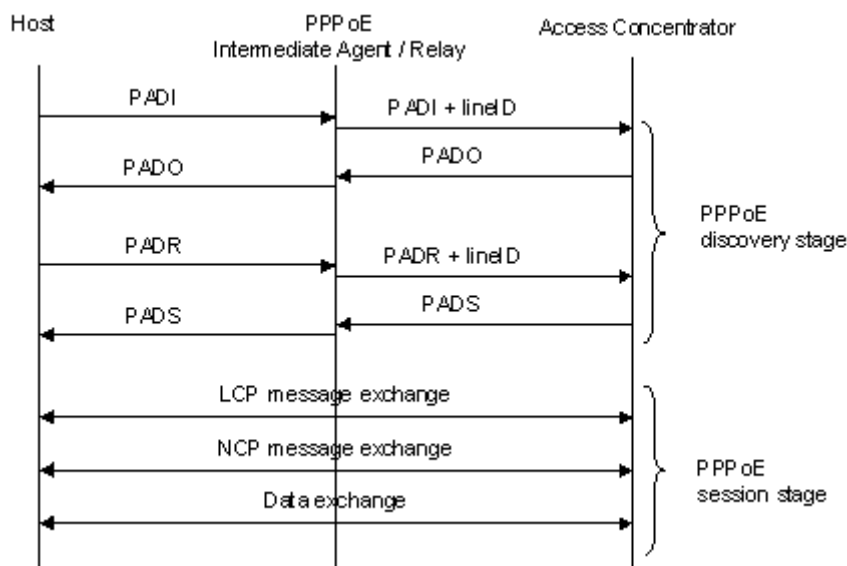 Host
PPPoE
Intermediate Agent / Relay
Access Concentrator
PADI
PADI + lineID
PADO
PADO
PADR
PADR + lineID
PADS
PADS
PPPoE
discovery stage
LCP message exchange
NCP message exchange
Data exchange
PPPoE
session stage